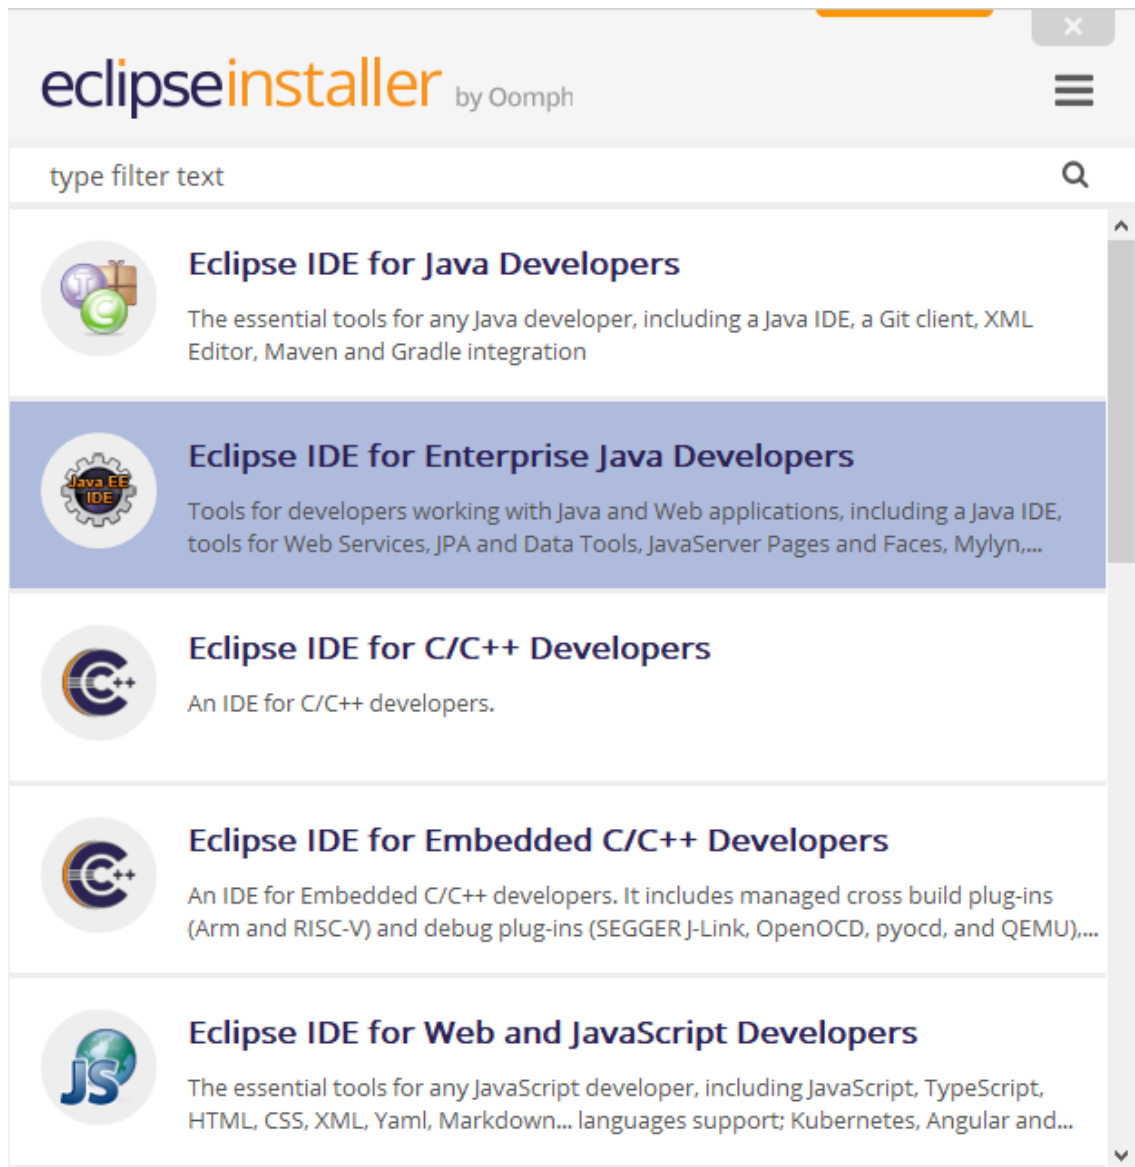 eclipseinstaller by Oomph
type filter text
Eclipse IDE for Java Developers
The essential tools for any Java developer, including a Java IDE, a Git client, XML
Editor, Maven and Gradle integration
Java EE
IDE
Eclipse IDE for Enterprise Java Developers
Tools for developers working with Java and Web applications, including a Java IDE,
tools for Web Services, JPA and Data Tools, JavaServer Pages and Faces, Mylyn,...
C++
Eclipse IDE for C/C++ Developers
An IDE for C/C++ developers.
C++
Eclipse IDE for Embedded C/C++ Developers
An IDE for Embedded C/C++ developers. It includes managed cross build plug-ins
(Arm and RISC-V) and debug plug-ins (SEGGER J-Link, OpenOCD, pyocd, and QEMU),...
JS
Eclipse IDE for Web and JavaScript Developers
The essential tools for any JavaScript developer, including JavaScript, TypeScript,
HTML, CSS, XML, Yaml, Markdown... languages support; Kubernetes, Angular and...